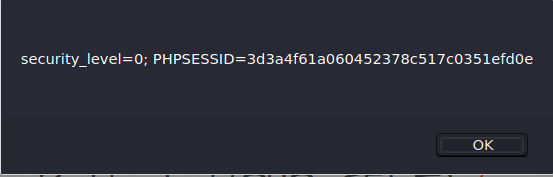 security_level=0; PHPSESSID=3d3a4f61a060452378c517c0351efd0e
OK